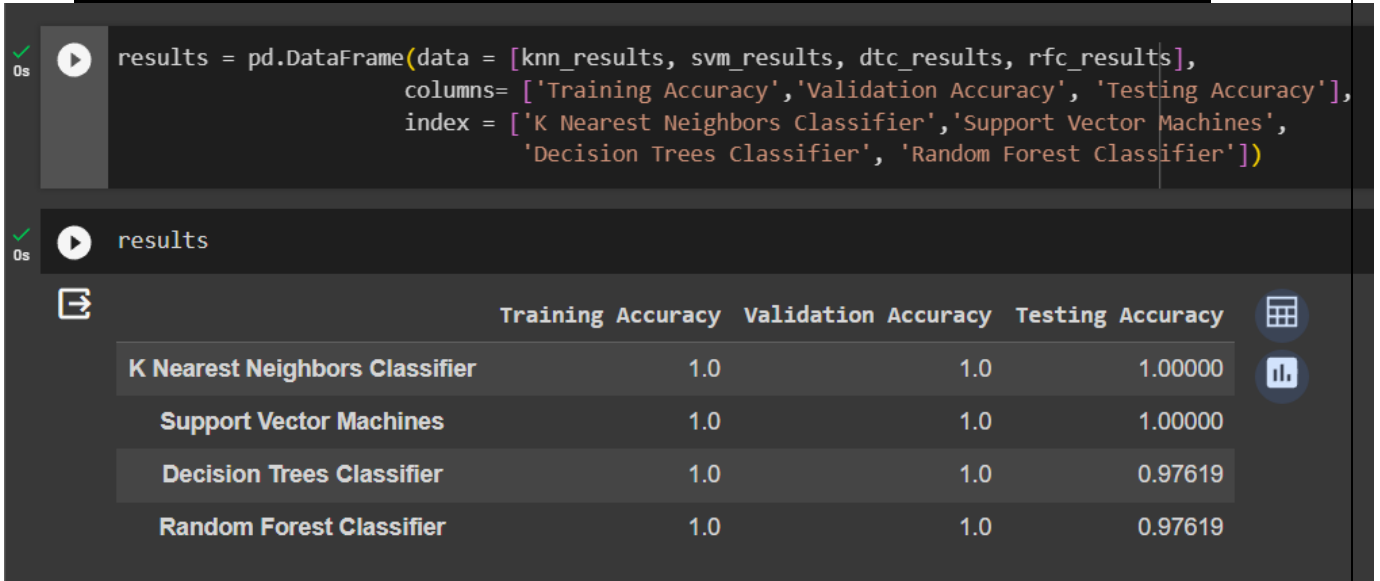 0s
results = pd.DataFrame(data = [knn_results, svm_results, dtc_results, rfc_results],
columns= ['Training Accuracy','Validation Accuracy', 'Testing Accuracy'],
index = ['K Nearest Neighbors Classifier','Support Vector Machines',
'Decision Trees Classifier', 'Random Forest Classifier'])
0s
results
Training Accuracy Validation Accuracy Testing Accuracy
K Nearest Neighbors Classifier 1.0 1.0 1.00000
Support Vector Machines 1.0 1.0 1.00000
Decision Trees Classifier 1.0 1.0 0.97619
Random Forest Classifier 1.0 1.0 0.97619